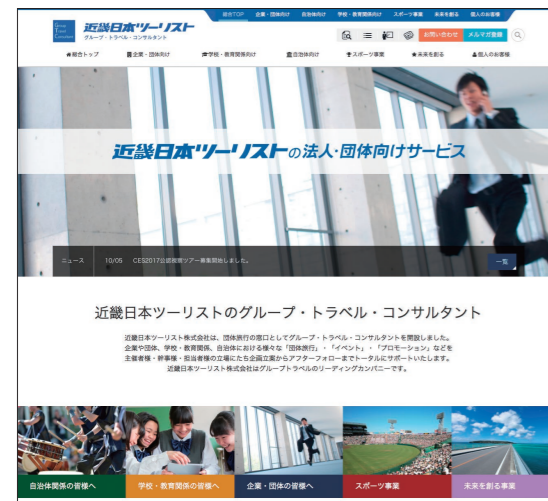 総合TOP 企業・団体向け 自治体向け 学校・教育関係向け スポーツ事業 未来を創る 個人のお客様
Group Travel Consultant
近畿日本ツーリスト
グループ・トラベル・コンサルタント
お問い合わせ メルマガ登録
総合トップ 企業・団体向け 学校・教育関係向け 自治体向け スポーツ事業 未来を創る 個人のお客様
近畿日本ツーリストの法人・団体向けサービス
ニュース 10/05 CES2017公認視察ツアー募集開始しました。 一覧
近畿日本ツーリストのグループ・トラベル・コンサルタント
近畿日本ツーリスト株式会社は、団体旅行の窓口としてグループ・トラベル・コンサルタントを開設しました。
企業や団体、学校・教育関係、自治体における様々な「団体旅行」・「イベント」・「プロモーション」などを
主催者様・幹事様・担当者様の立場にたち企画立案からアフターフォローまでトータルにサポートいたします。
近畿日本ツーリスト株式会社はグループトラベルのリーディングカンパニーです。
自治体関係の皆様へ 学校・教育関係の皆様へ 企業・団体の皆様へ スポーツ事業 未来を創る事業